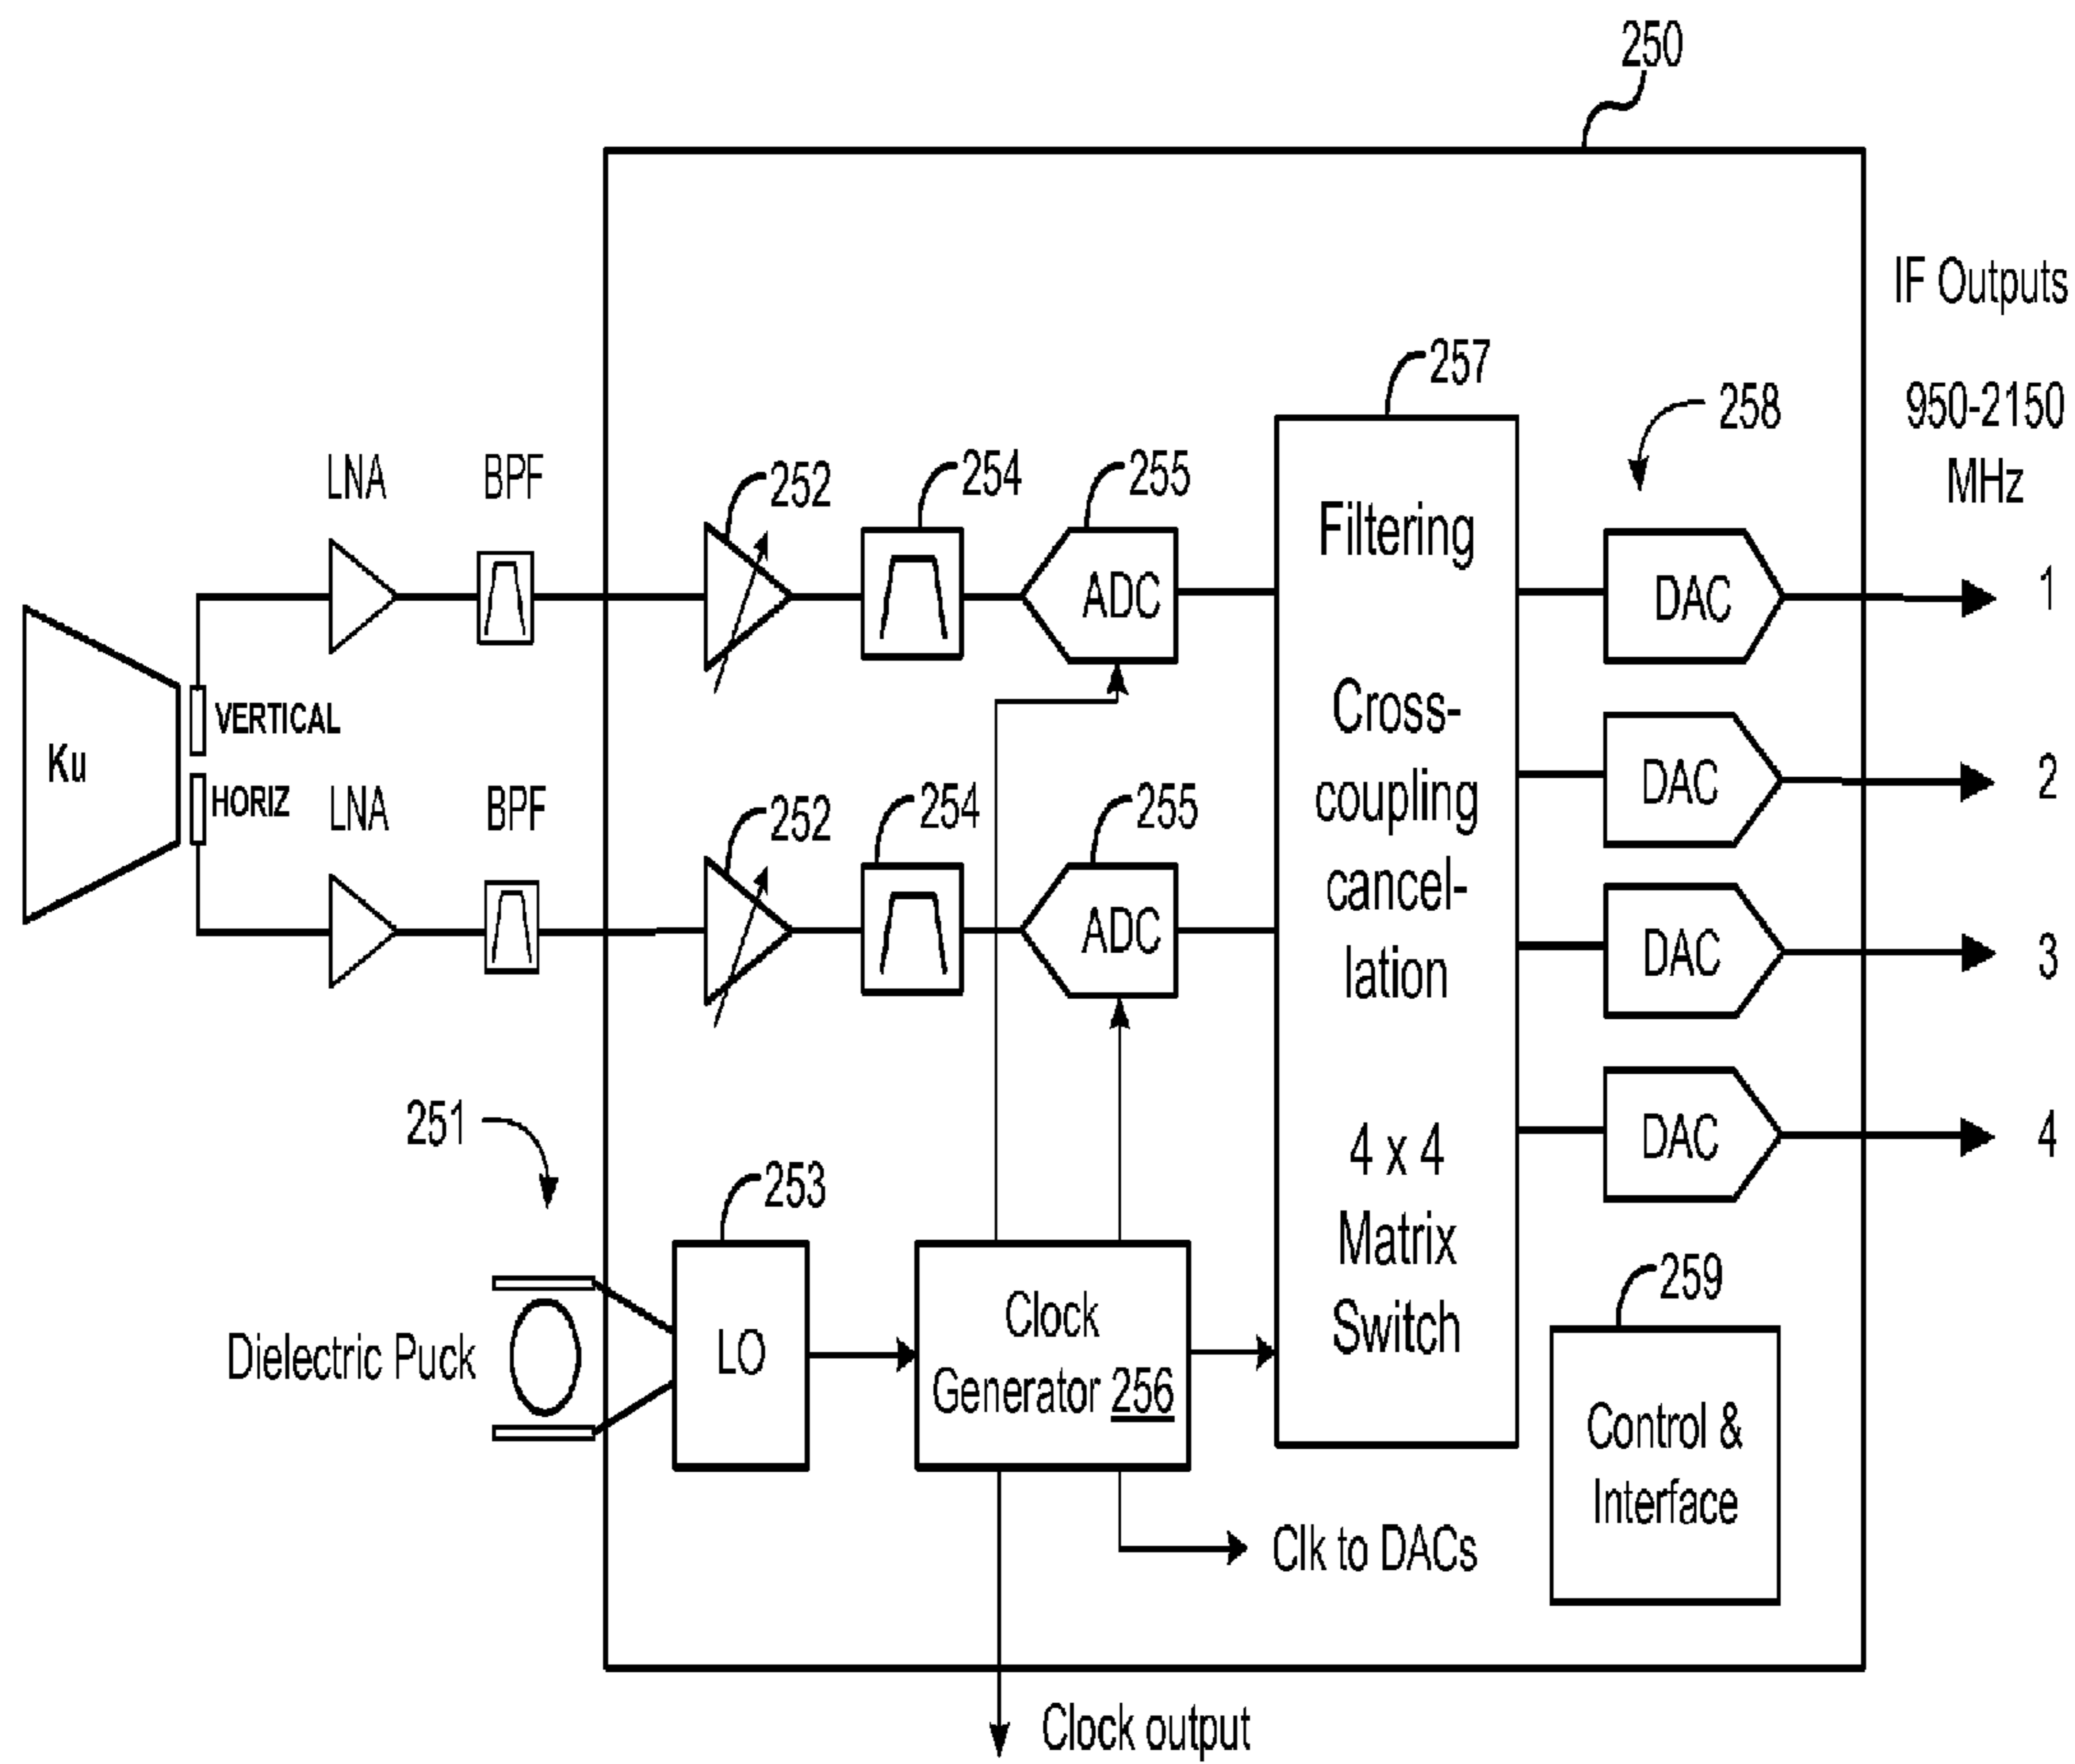 250
IF Outputs
950-2150
MHz
257
258
LNA
BPF
252
254
255
Filtering
ADC
DAC
1
Cross-
coupling
cancel-
lation
VERTICAL
Ku
HORIZ
DAC
2
LNA
BPF
252
254
255
ADC
DAC
3
4 x 4
Matrix
Switch
DAC
4
251
253
259
Dielectric Puck
LO
Clock
Generator 256
Control &
Interface
Clk to DACs
Clock output